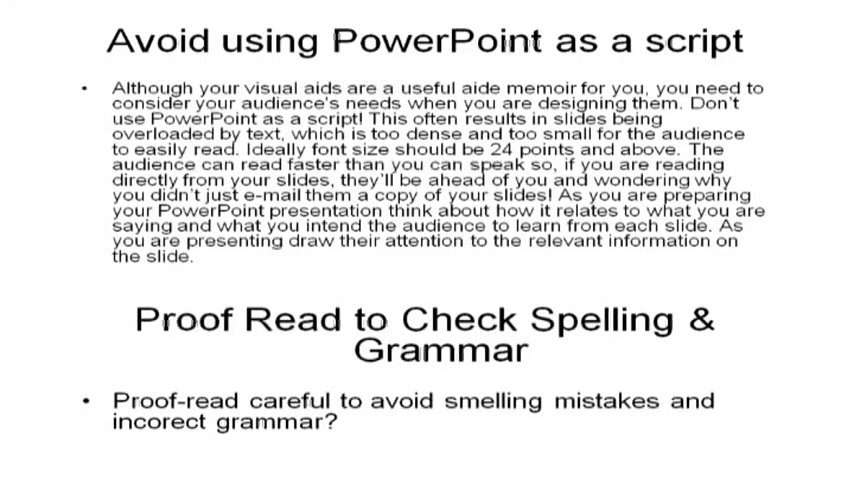 Avoid using PowerPoint as a script
• Although your visual aids are a useful aide memoir for you, you need to
consider your audience's needs when you are designing them. Don't
use PowerPoint as a script! This often results in slides being
overloaded by text, which is too dense and too small for the audience
to easily read. Ideally font size should be 24 points and above. The
audience can read faster than you can speak so, if you are reading
directly from your slides, they'll be ahead of you and wondering why
you didn't just e-mail them a copy of your slides! As you are preparing
your PowerPoint presentation think about how it relates to what you are
saying and what you intend the audience to learn from each slide. As
you are presenting draw their attention to the relevant information on
the slide.
Proof Read to Check Spelling &
Grammar
• Proof-read careful to avoid smelling mistakes and
incorect grammar?